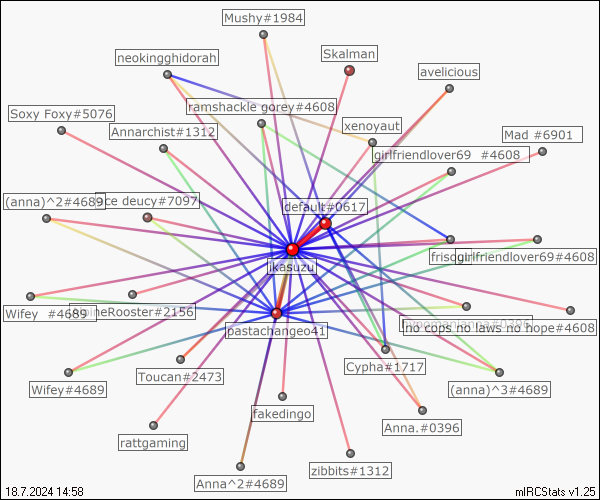 Mushy#1984
Skalman
neokingghidorah
avelicious
Soxy Foxy#5076
ramshackle gorey#4608
Annarchist#1312
xenoyaut
Mad #6901
girlfriendlover69 #4608
(anna)^2#4689
ce deucy#7097
default#0617
ikasuzu
girlfriendlover69#4608
Wifey #4689
ineRooster#2156
pastachangeo41
no cops no laws no hope#4608
Cypha#1717
Toucan#2473
Wifey#4689
(anna)^3#4689
fakedingo
Anna.#0396
rattgaming
zibbits#1312
Anna^2#4689
18.7.2024 14:58
mIRCStats v1.25